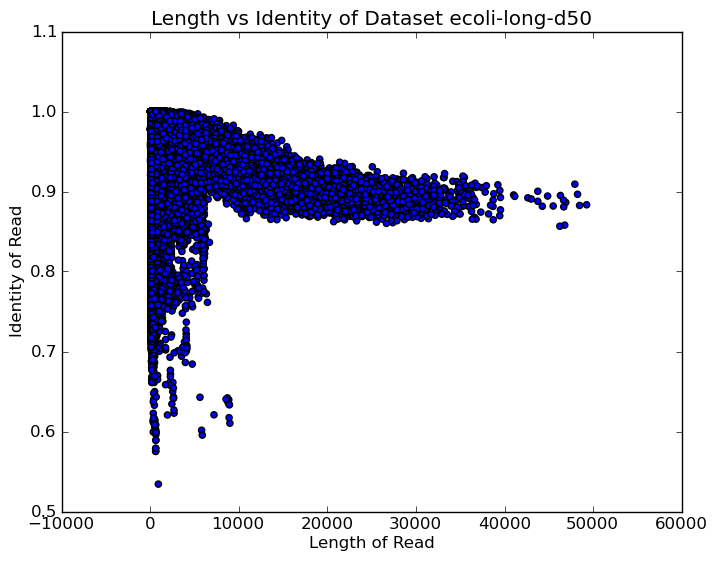 Length vs Identity of Dataset ecoli-long-d50
1.1
1.0
0.9
0.8
0.7
0.6
0.5
Identity of Read
−10000 0 10000 20000 30000 40000 50000 60000
Length of Read